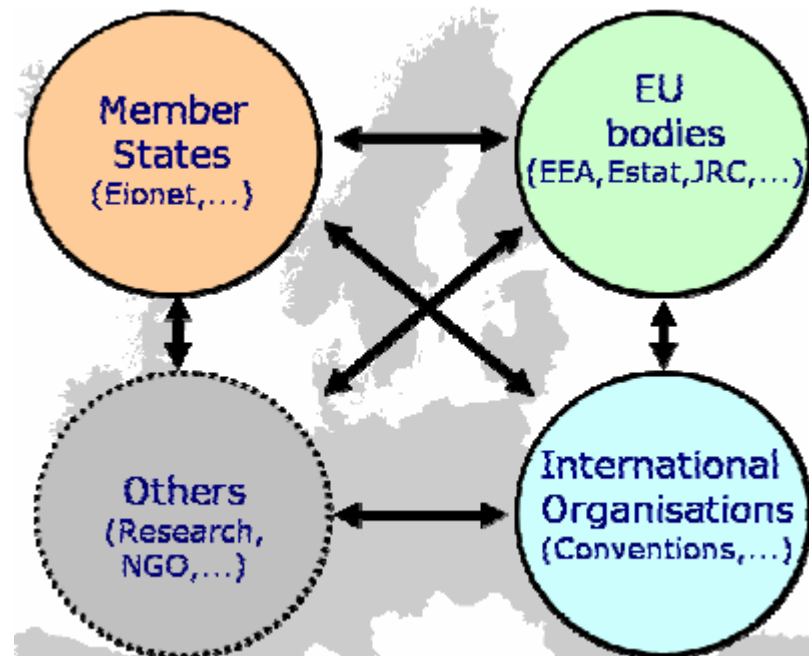 Member
States
(Eionet,...)
EU
bodies
(EEA,Estat,JRC,...)
Others
(Research,
NGO,...)
International
Organisations
(Conventions,...)